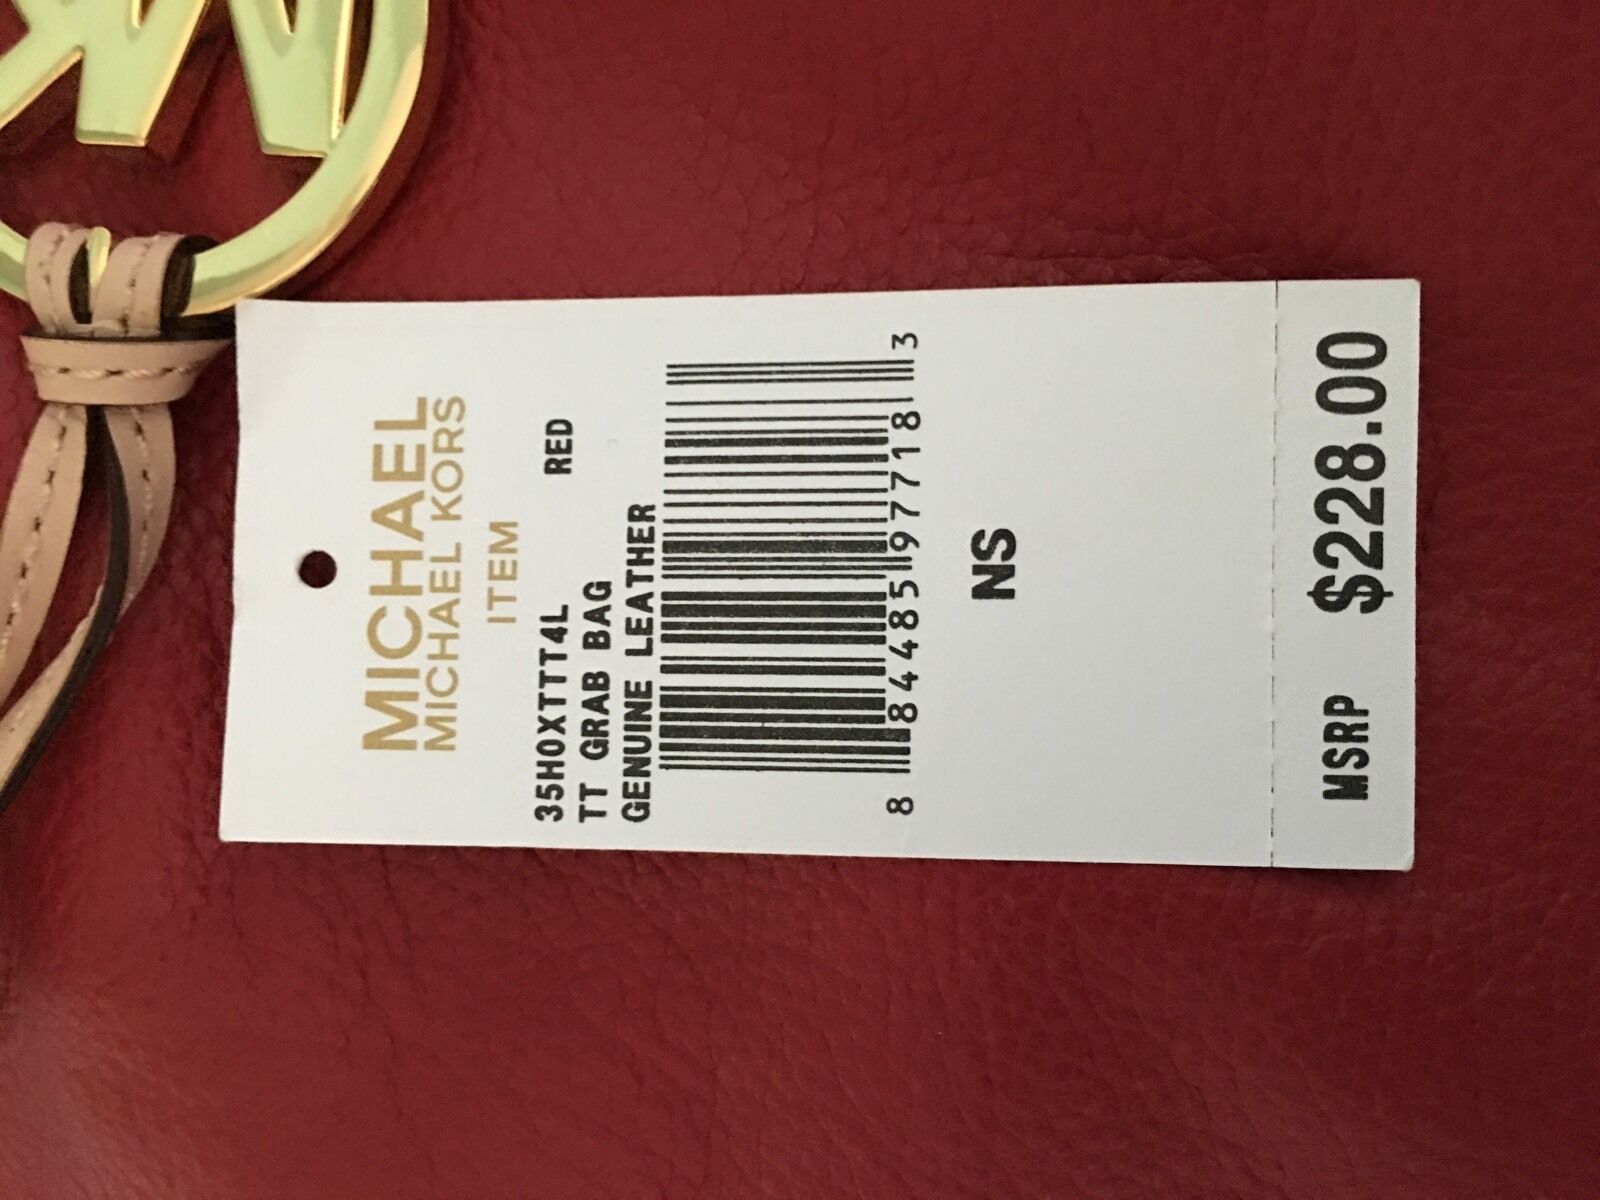 MICHAEL
MICHAEL KORS
ITEM
35H0XTTT4L RED
TT GRAB BAG
GENUINE LEATHER
8 84485 97718 3
NS
MSRP $228.00